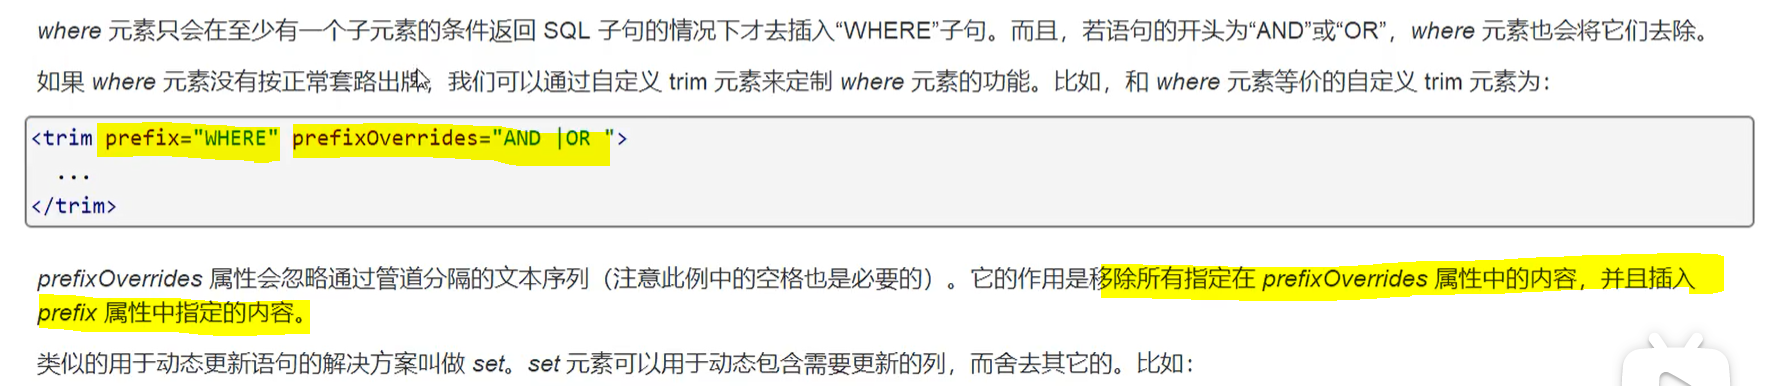 where 元素只会在至少有一个子元素的条件返回 SQL 子句的情况下才去插入“WHERE”子句。而且，若语句的开头为“AND”或“OR”，where 元素也会将它们去除。
如果 where 元素没有按正常套路出牌，我们可以通过自定义 trim 元素来定制 where 元素的功能。比如，和 where 元素等价的自定义 trim 元素为：
<trim prefix="WHERE" prefixOverrides="AND |OR ">
...
</trim>
prefixOverrides 属性会忽略通过管道分隔的文本序列（注意此例中的空格也是必要的）。它的作用是移除所有指定在 prefixOverrides 属性中的内容，并且插入
prefix 属性中指定的内容。
类似的用于动态更新语句的解决方案叫做 set。set 元素可以用于动态包含需要更新的列，而舍去其它的。比如：